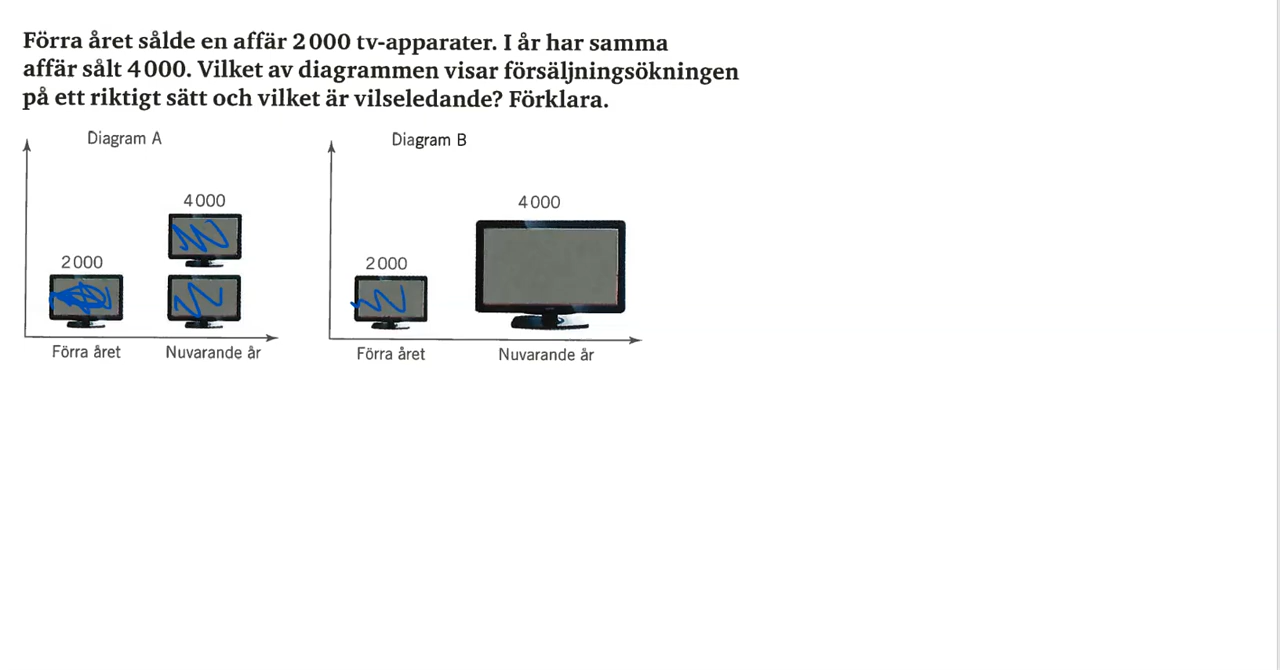 Förra året sålde en affär 2 000 tv-apparater. I år har samma
affär sålt 4 000. Vilket av diagrammen visar försäljningsökningen
på ett riktigt sätt och vilket är vilseledande? Förklara.
Diagram A
4 000
2 000
Förra året
Nuvarande år
Diagram B
4 000
2 000
Förra året
Nuvarande år